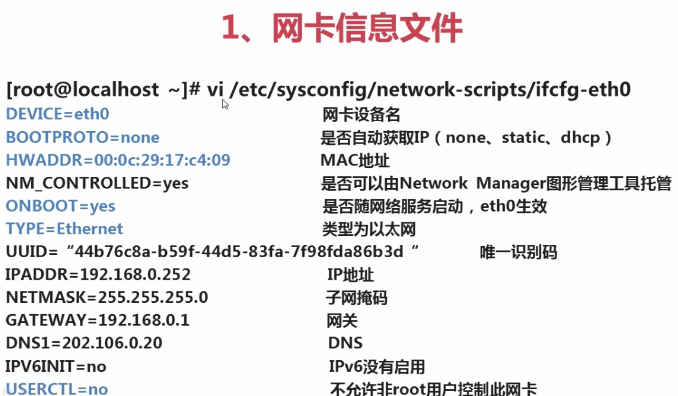 1、网卡信息文件
[root@localhost ~]# vi /etc/sysconfig/network-scripts/ifcfg-eth0
DEVICE=eth0 网卡设备名
BOOTPROTO=none 是否自动获取IP（none、static、dhcp）
HWADDR=00:0c:29:17:c4:09 MAC地址
NM_CONTROLLED=yes 是否可以由Network Manager图形管理工具托管
ONBOOT=yes 是否随网络服务启动，eth0生效
TYPE=Ethernet 类型为以太网
UUID=“44b76c8a-b59f-44d5-83fa-7f98fda86b3d ” 唯一识别码
IPADDR=192.168.0.252 IP地址
NETMASK=255.255.255.0 子网掩码
GATEWAY=192.168.0.1 网关
DNS1=202.106.0.20 DNS
IPV6INIT=no IPv6没有启用
USERCTL=no 不允许非root用户控制此网卡